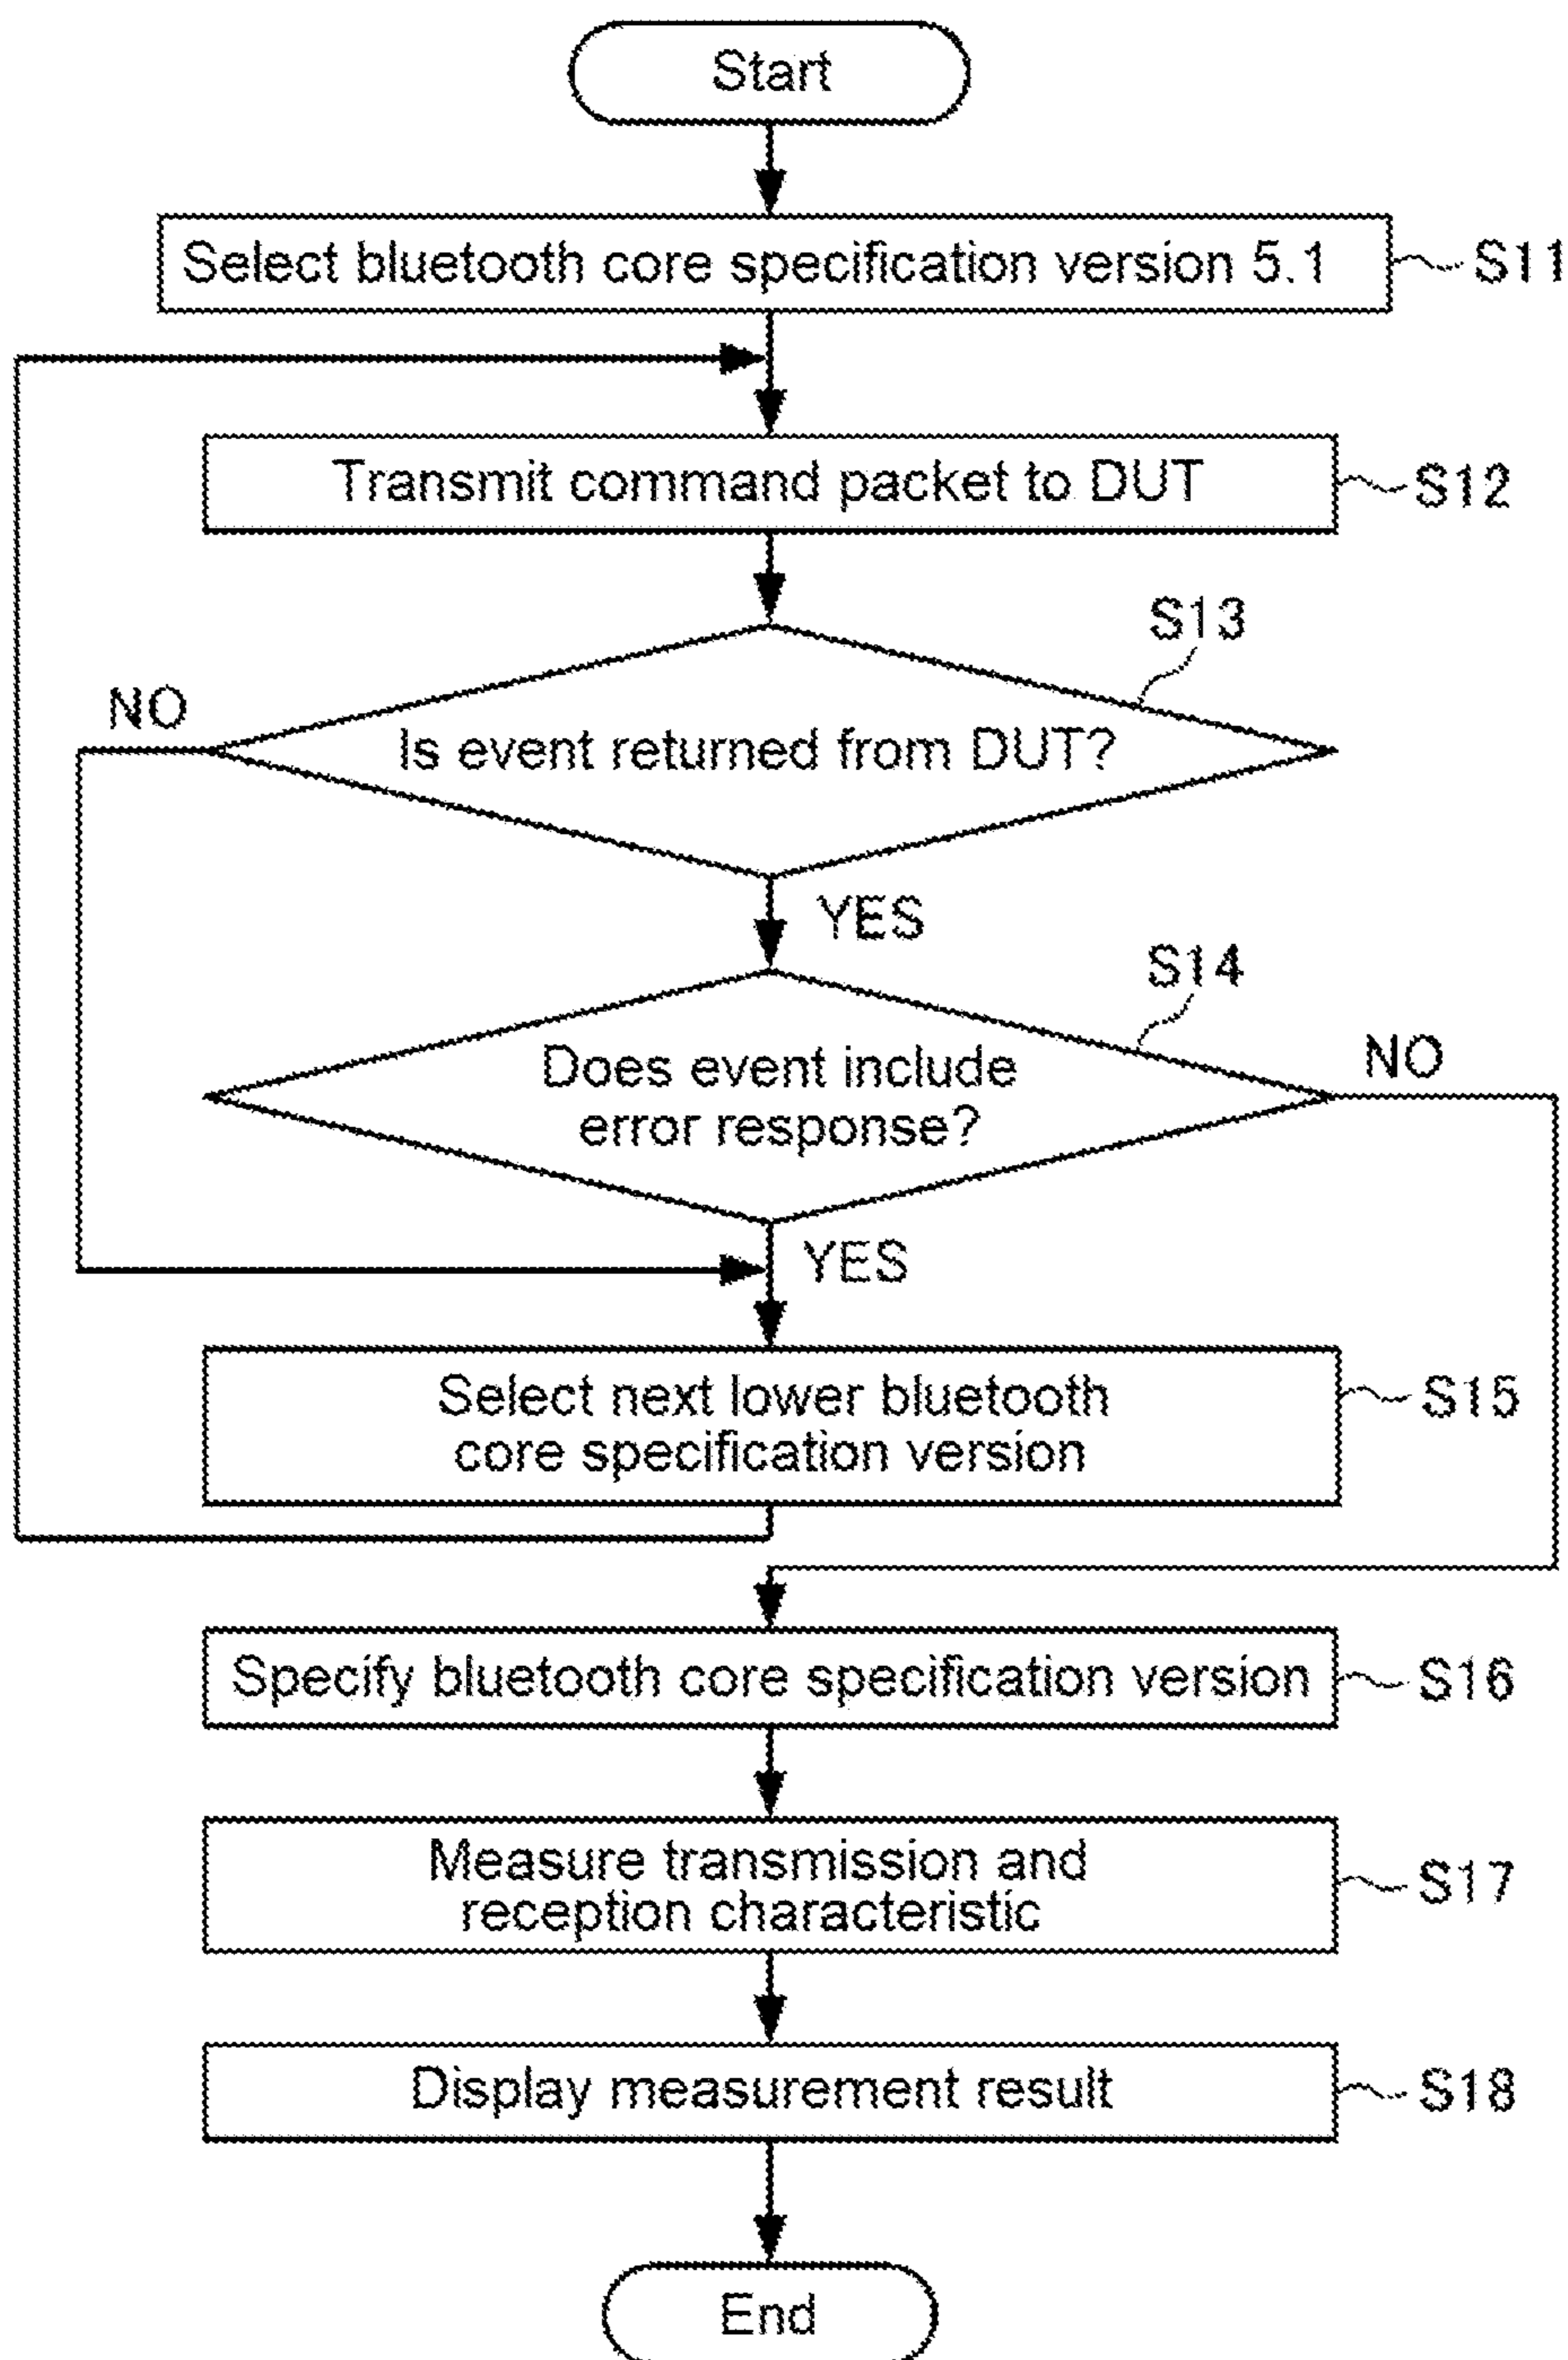 Start
Select bluetooth core specification version 5.1
S11
Transmit command packet to DUT
S12
S13
NO
Is event returned from DUT?
YES
S14
NO
Does event include
error response?
YES
Select next lower bluetooth
core specification version
S15
Specify bluetooth core specification version
S16
Measure transmission and
reception characteristic
S17
Display measurement result
S18
End